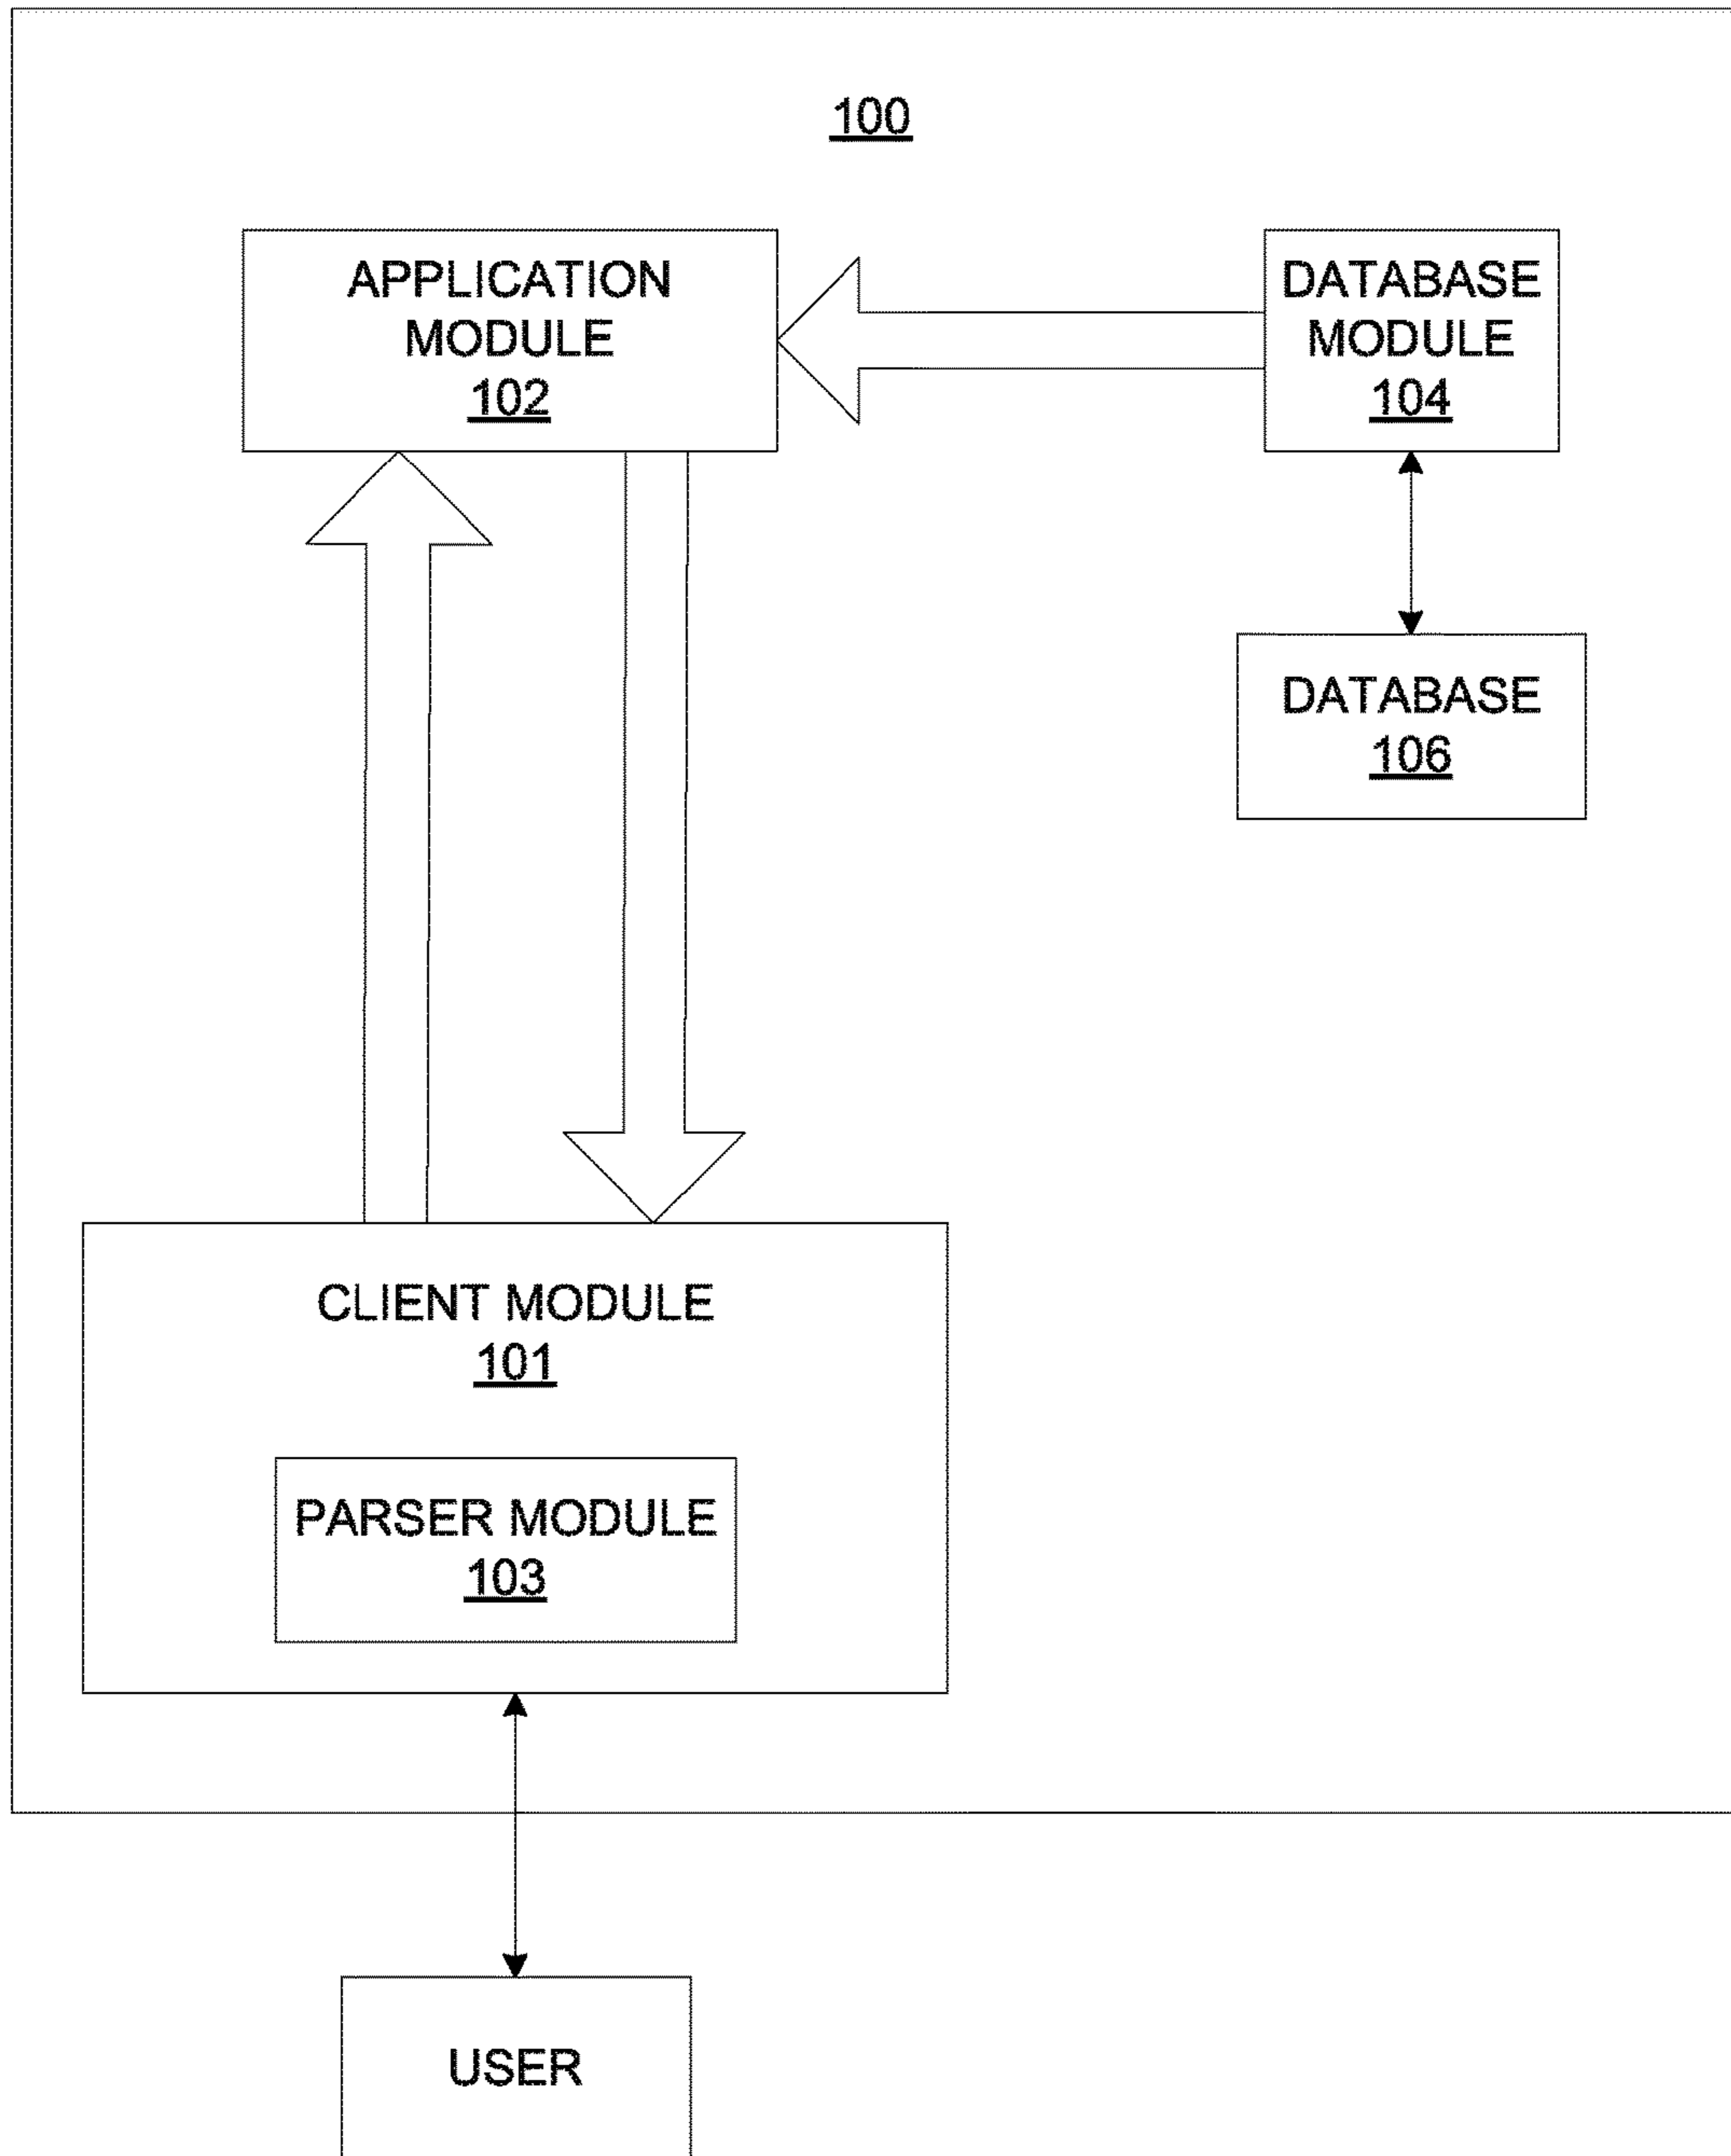 100
APPLICATION
MODULE
102
DATABASE
MODULE
104
DATABASE
106
CLIENT MODULE
101
PARSER MODULE
103
USER